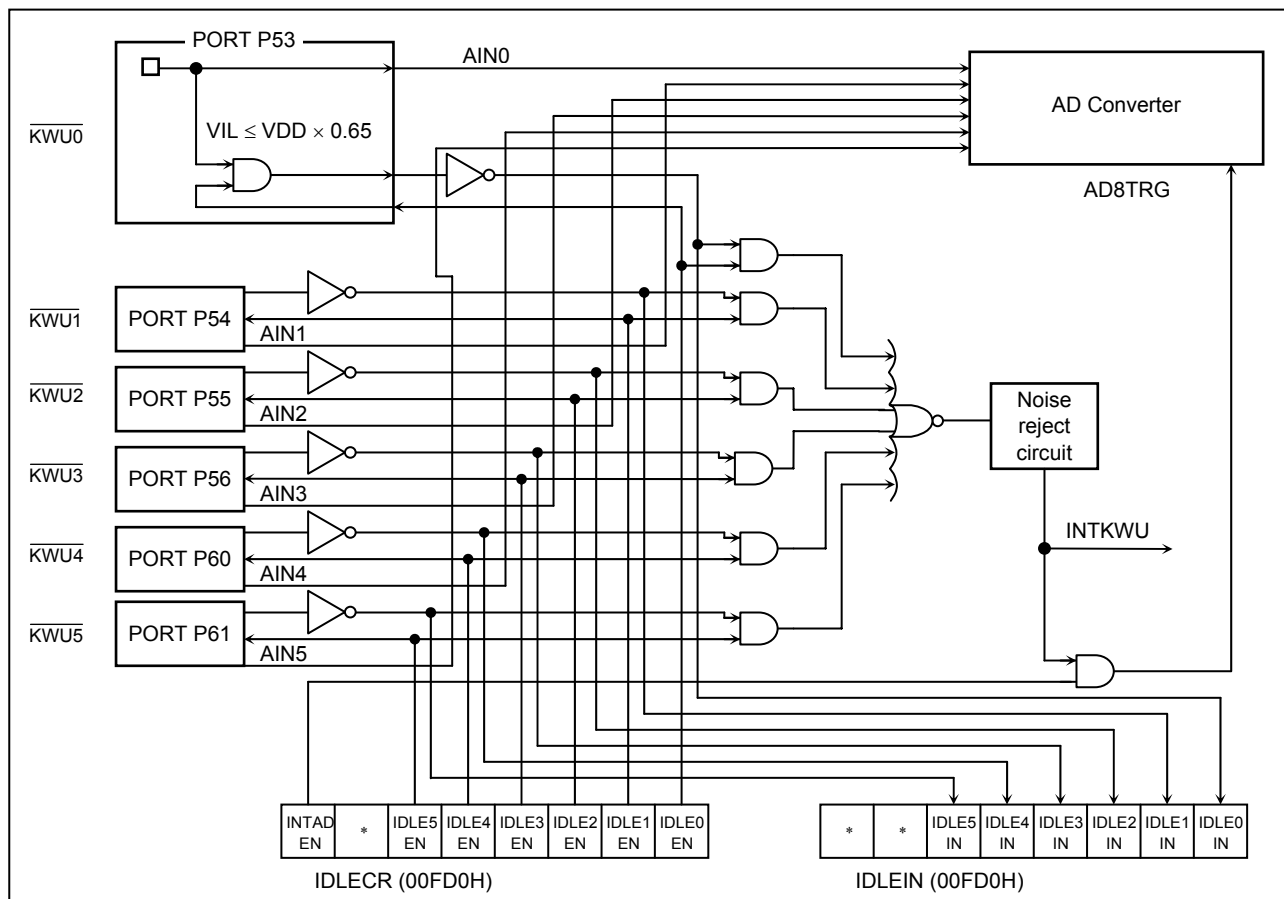 PORT P53
AIN0
AD Converter
KWU0
VIL ≤ VDD × 0.65
AD8TRG
KWU1
PORT P54
AIN1
KWU2
PORT P55
AIN2
KWU3
PORT P56
AIN3
KWU4
PORT P60
AIN4
KWU5
PORT P61
AIN5
Noise
reject
circuit
INTKWU
INTAD
EN
*
IDLE5
EN
IDLE4
EN
IDLE3
EN
IDLE2
EN
IDLE1
EN
IDLE0
EN
IDLECR (00FD0H)
*
*
IDLE5
IN
IDLE4
IN
IDLE3
IN
IDLE2
IN
IDLE1
IN
IDLE0
IN
IDLEIN (00FD0H)